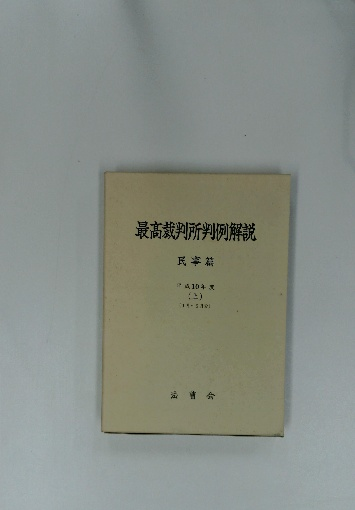 最高裁判所判例解説
民事篇
平成10年度
(上)
法曹会